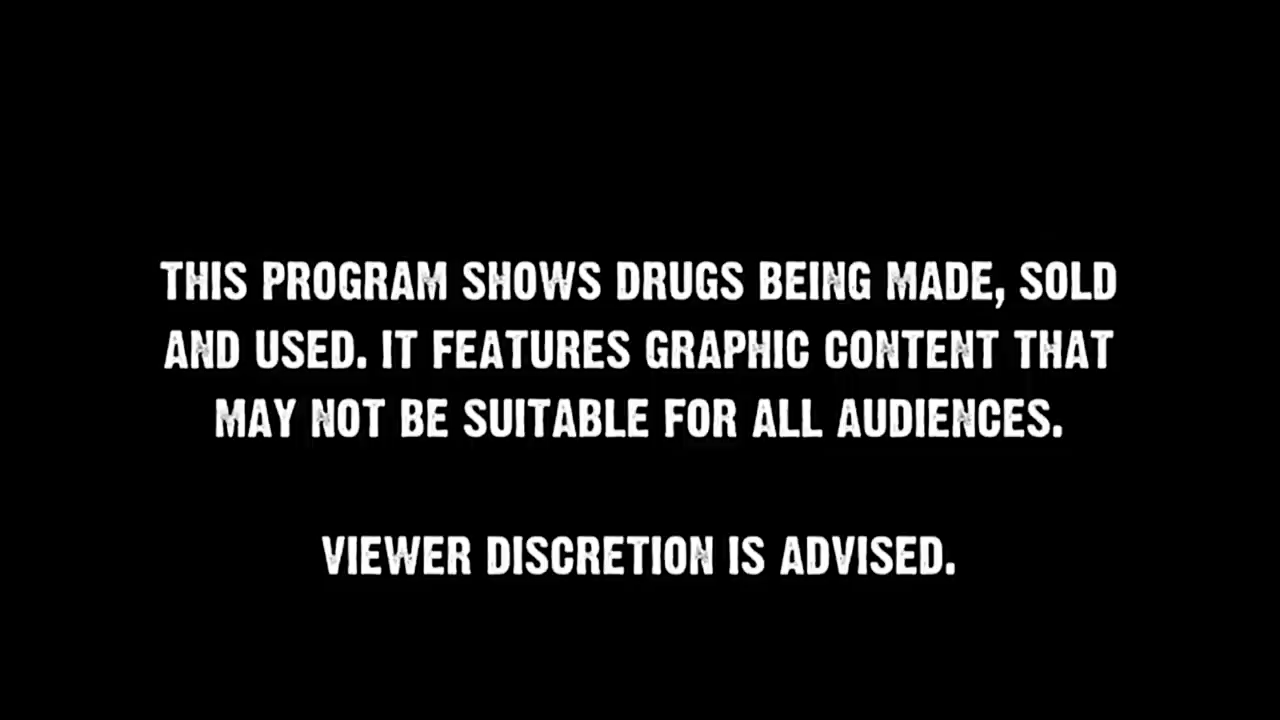 THIS PROGRAM SHOWS DRUGS BEING MADE, SOLD
AND USED. IT FEATURES GRAPHIC CONTENT THAT
MAY NOT BE SUITABLE FOR ALL AUDIENCES.
VIEWER DISCRETION IS ADVISED.